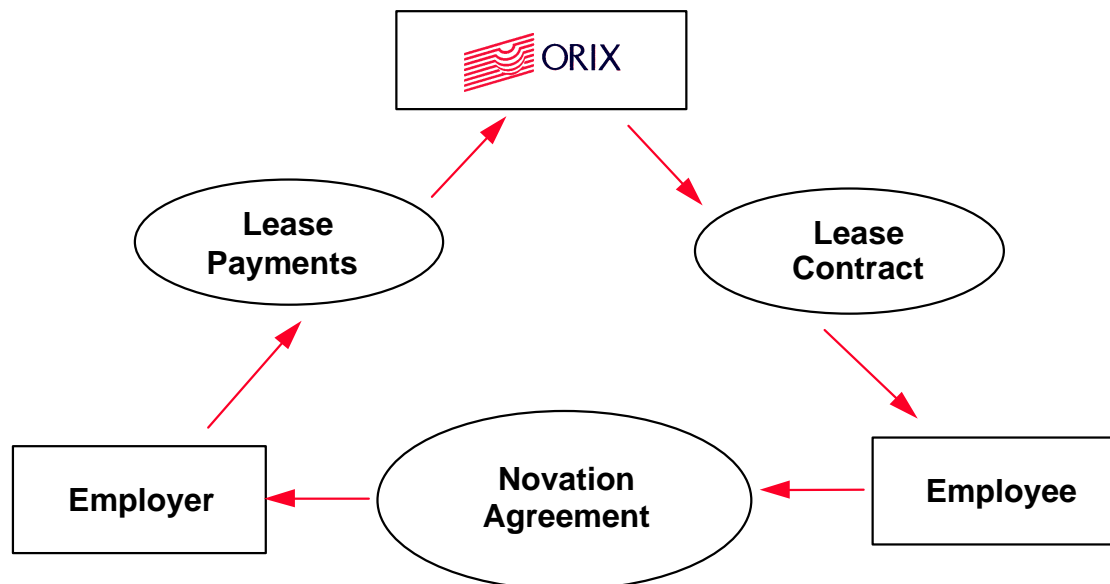 ORIX
Lease
Payments
Lease
Contract
Employer
Novation
Agreement
Employee